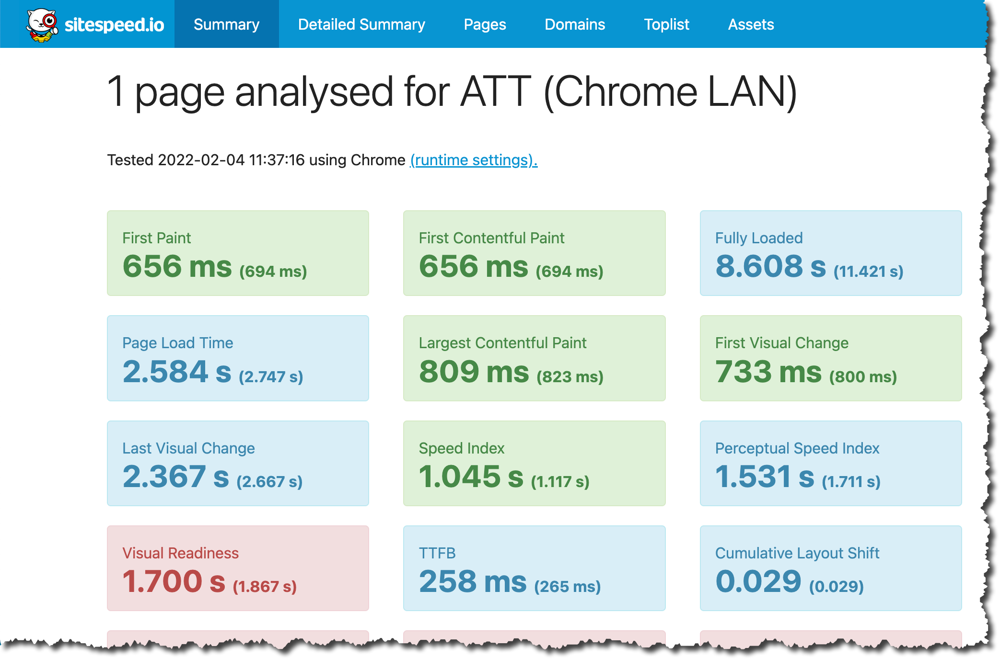 sitespeed.io Summary Detailed Summary Pages Domains Toplist Assets
1 page analysed for ATT (Chrome LAN)
Tested 2022-02-04 11:37:16 using Chrome (runtime settings).
First Paint
656 ms (694 ms)
First Contentful Paint
656 ms (694 ms)
Fully Loaded
8.608 s (11.421 s)
Page Load Time
2.584 s (2.747 s)
Largest Contentful Paint
809 ms (823 ms)
First Visual Change
733 ms (800 ms)
Last Visual Change
2.367 s (2.667 s)
Speed Index
1.045 s (1.117 s)
Perceptual Speed Index
1.531 s (1.711 s)
Visual Readiness
1.700 s (1.867 s)
TTFB
258 ms (265 ms)
Cumulative Layout Shift
0.029 (0.029)